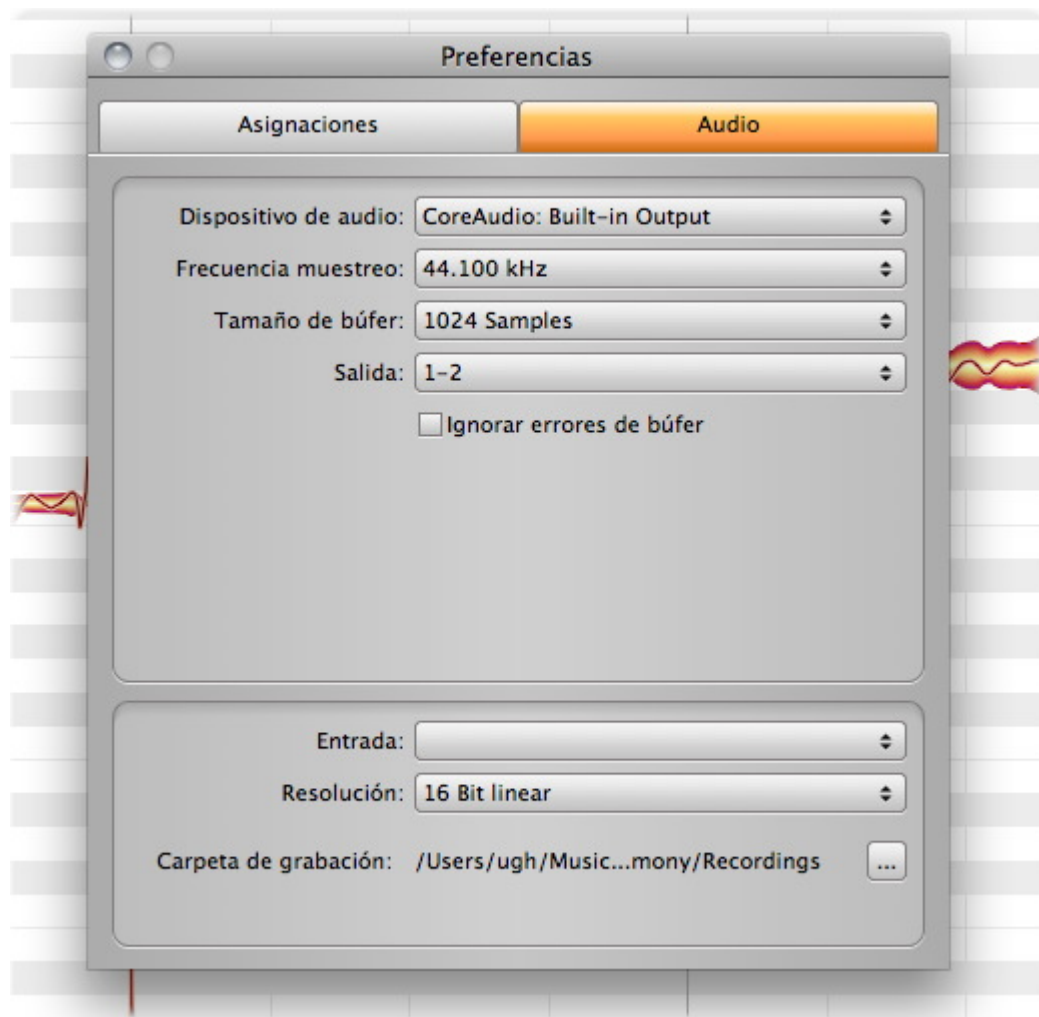 Preferencias
Asignaciones
Audio
Dispositivo de audio: CoreAudio: Built-in Output
Frecuencia muestreo: 44.100 kHz
Tamaño de búfer: 1024 Samples
Salida: 1-2
Ignorar errores de búfer
Entrada:
Resolución: 16 Bit linear
Carpeta de grabación: /Users/ugh/Music...mony/Recordings ...